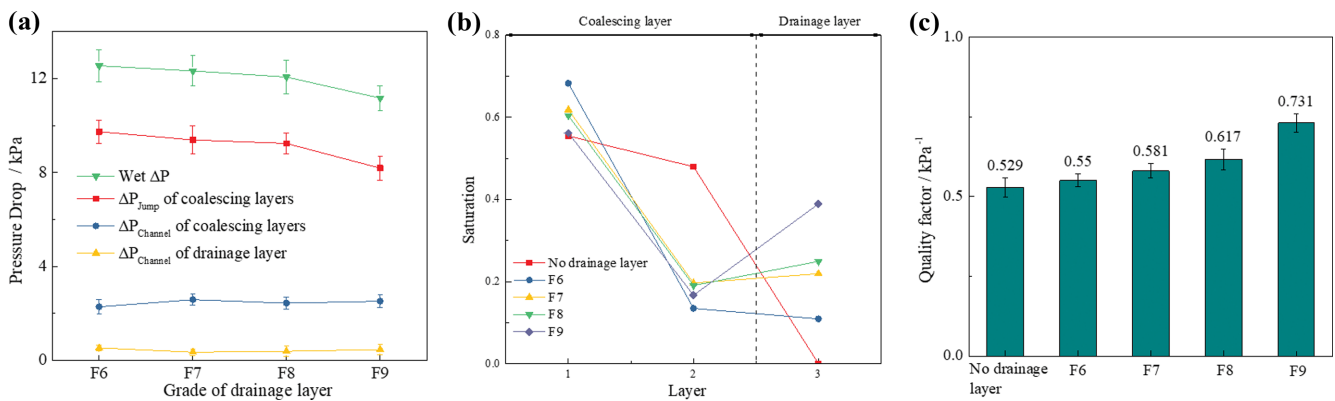 (a)
Pressure Drop / kPa
12
8
4
0
Wet ΔP
ΔPJump of coalescing layers
ΔPChannel of coalescing layers
ΔPChannel of drainage layer
F6 F7 F8 F9
Grade of drainage layer
(b)
Coalescing layer Drainage layer
Saturation
0.8
0.6
0.4
0.2
0.0
No drainage layer
F6
F7
F8
F9
1 2 3
Layer
(c)
Quality factor / kPa-1
1.0
0.5
0.0
0.529
0.55
0.581
0.617
0.731
No drainage
layer
F6 F7 F8 F9